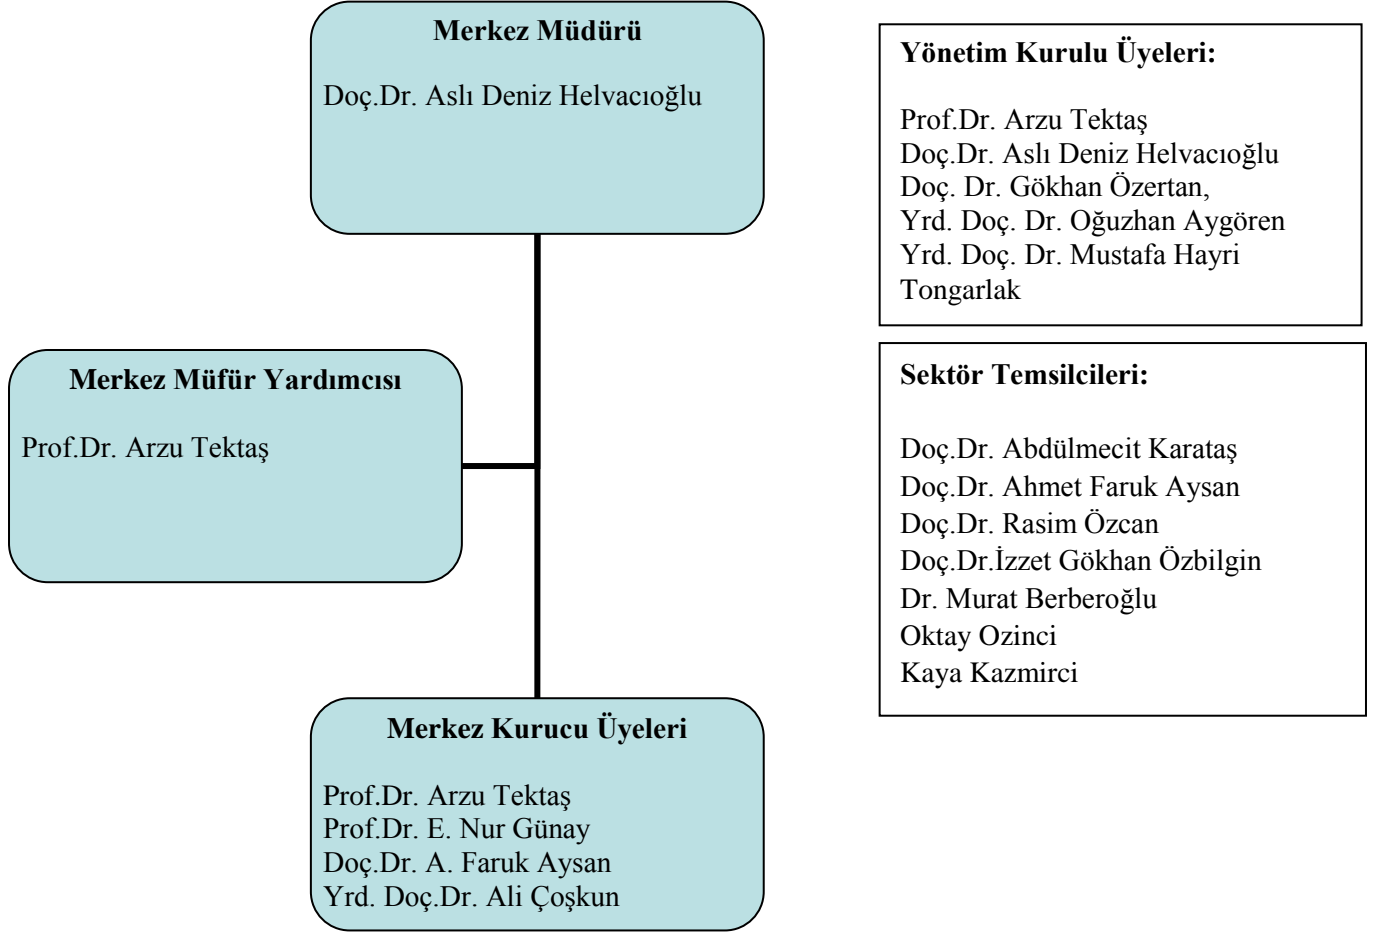 Merkez Müdürü
Doç.Dr. Aslı Deniz Helvacıoğlu
Merkez Müfür Yardımcısı
Prof.Dr. Arzu Tektaş
Merkez Kurucu Üyeleri
Prof.Dr. Arzu Tektaş
Prof.Dr. E. Nur Günay
Doç.Dr. A. Faruk Aysan
Yrd. Doç.Dr. Ali Çoşkun
Yönetim Kurulu Üyeleri:
Prof.Dr. Arzu Tektaş
Doç.Dr. Aslı Deniz Helvacıoğlu
Doç. Dr. Gökhan Özertan,
Yrd. Doç. Dr. Oğuzhan Aygören
Yrd. Doç. Dr. Mustafa Hayri
Tongarlak
Sektör Temsilcileri:
Doç.Dr. Abdülmecit Karataş
Doç.Dr. Ahmet Faruk Aysan
Doç.Dr. Rasim Özcan
Doç.Dr.İzzet Gökhan Özbilgin
Dr. Murat Berberoğlu
Oktay Ozinci
Kaya Kazmirci